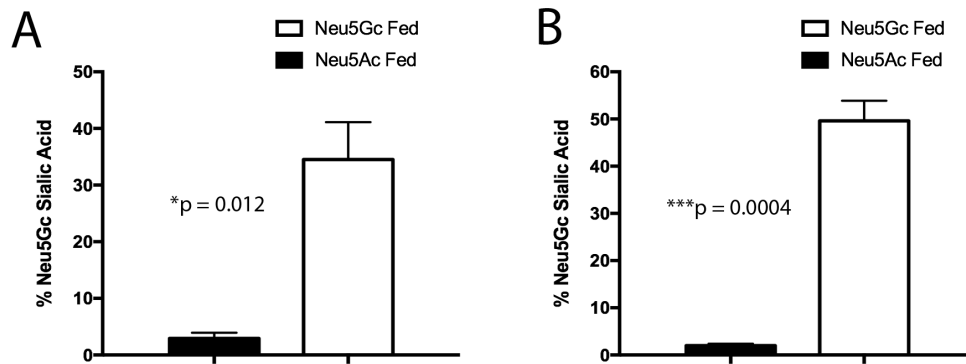 A
Neu5Gc Fed
Neu5Ac Fed
% Neu5Gc Sialic Acid
50
40
30
20
10
0
*p = 0.012
B
Neu5Gc Fed
Neu5Ac Fed
% Neu5Gc Sialic Acid
60
50
40
30
20
10
0
***p = 0.0004